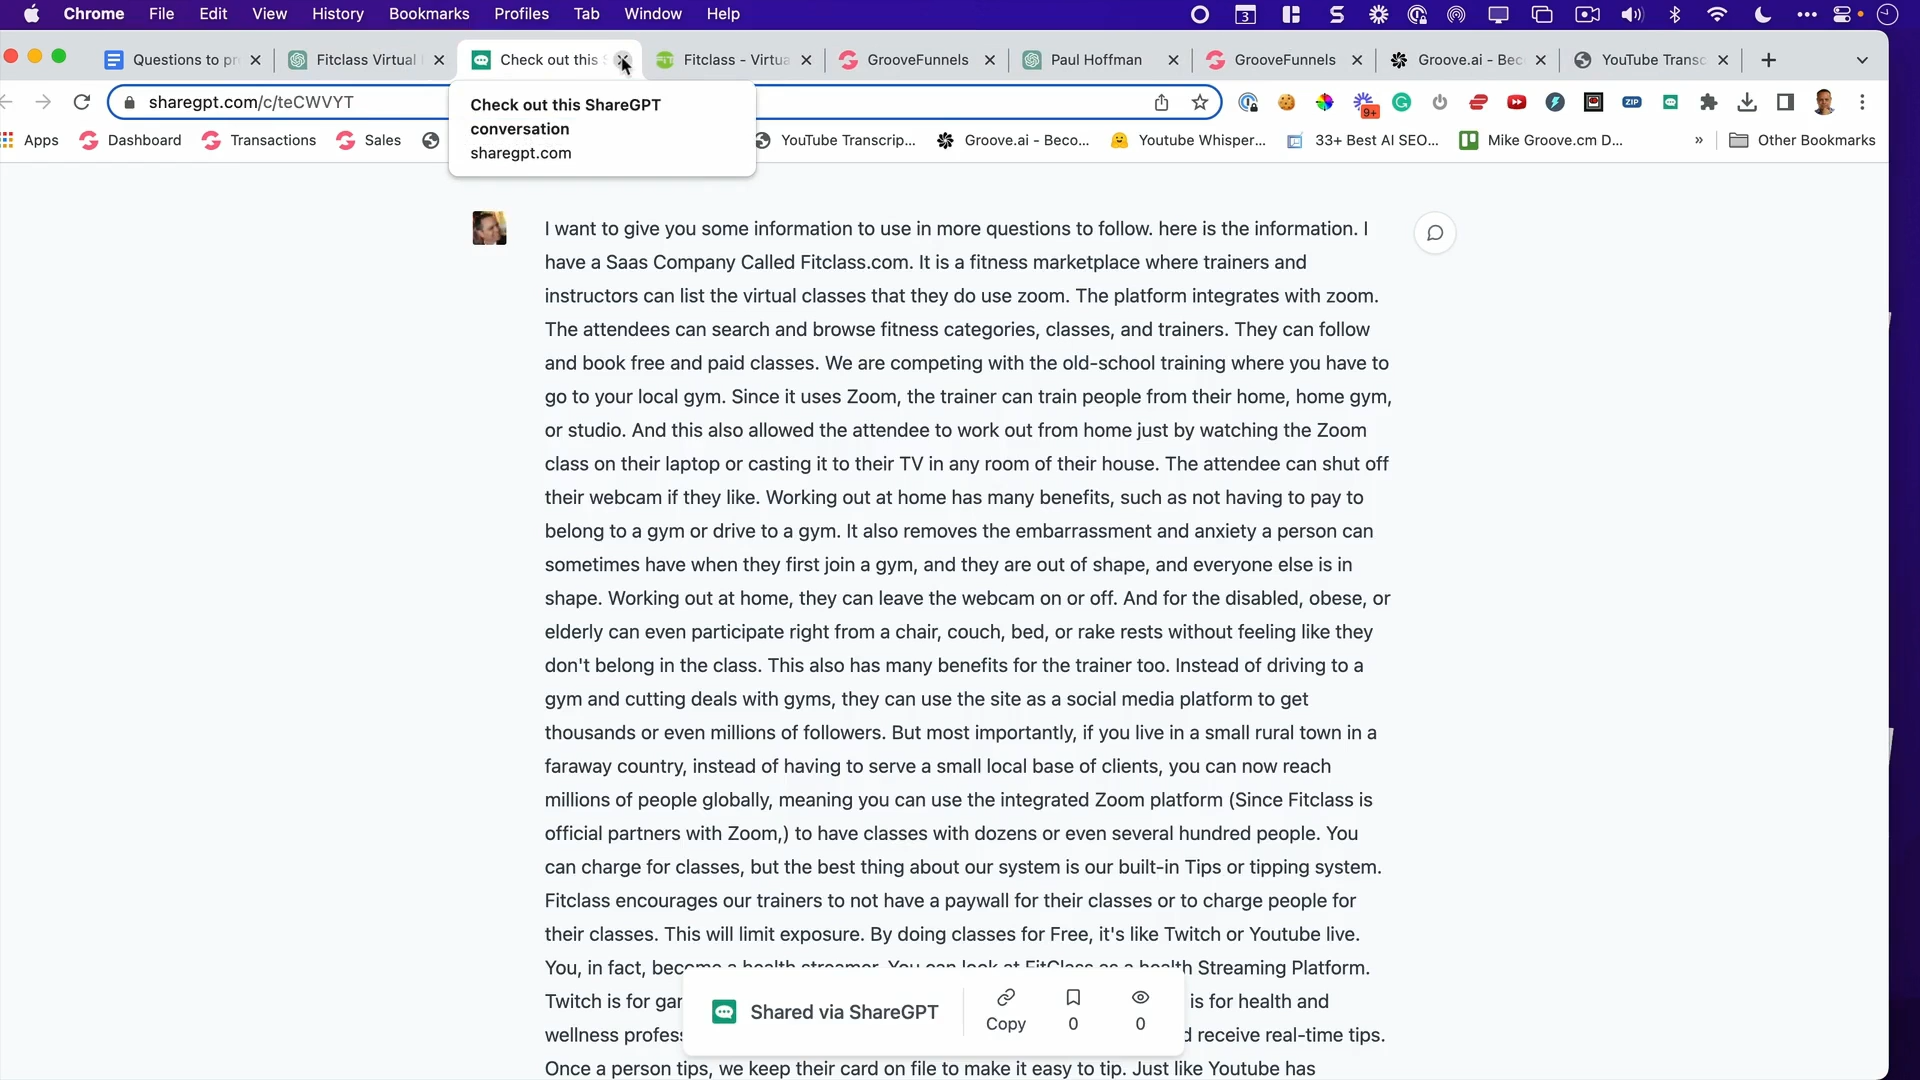 Chrome File Edit View History Bookmarks Profiles Tab Window Help
3
Questions to pr Fitclass Virtual Check out this Fitclass - Virtua GrooveFunnels Paul Hoffman GrooveFunnels Groove.ai - Bec YouTube Transc
sharegpt.com/c/teCWVYT
9+
ZIP
Check out this ShareGPT
conversation
sharegpt.com
Apps Dashboard Transactions Sales YouTube Transcrip... Groove.ai - Beco... Youtube Whisper... 33+ Best AI SEO... Mike Groove.cm D... » Other Bookmarks
I want to give you some information to use in more questions to follow. here is the information. I
have a Saas Company Called Fitclass.com. It is a fitness marketplace where trainers and
instructors can list the virtual classes that they do use zoom. The platform integrates with zoom.
The attendees can search and browse fitness categories, classes, and trainers. They can follow
and book free and paid classes. We are competing with the old-school training where you have to
go to your local gym. Since it uses Zoom, the trainer can train people from their home, home gym,
or studio. And this also allowed the attendee to work out from home just by watching the Zoom
class on their laptop or casting it to their TV in any room of their house. The attendee can shut off
their webcam if they like. Working out at home has many benefits, such as not having to pay to
belong to a gym or drive to a gym. It also removes the embarrassment and anxiety a person can
sometimes have when they first join a gym, and they are out of shape, and everyone else is in
shape. Working out at home, they can leave the webcam on or off. And for the disabled, obese, or
elderly can even participate right from a chair, couch, bed, or rake rests without feeling like they
don't belong in the class. This also has many benefits for the trainer too. Instead of driving to a
gym and cutting deals with gyms, they can use the site as a social media platform to get
thousands or even millions of followers. But most importantly, if you live in a small rural town in a
faraway country, instead of having to serve a small local base of clients, you can now reach
millions of people globally, meaning you can use the integrated Zoom platform (Since Fitclass is
official partners with Zoom,) to have classes with dozens or even several hundred people. You
can charge for classes, but the best thing about our system is our built-in Tips or tipping system.
Fitclass encourages our trainers to not have a paywall for their classes or to charge people for
their classes. This will limit exposure. By doing classes for Free, it's like Twitch or Youtube live.
You, in fact, become a health streamer. You can look at FitClass as a health Streaming Platform.
Twitch is for gam is for health and
wellness profess d receive real-time tips.
Once a person tips, we keep their card on file to make it easy to tip. Just like Youtube has
Shared via ShareGPT
Copy 0 0